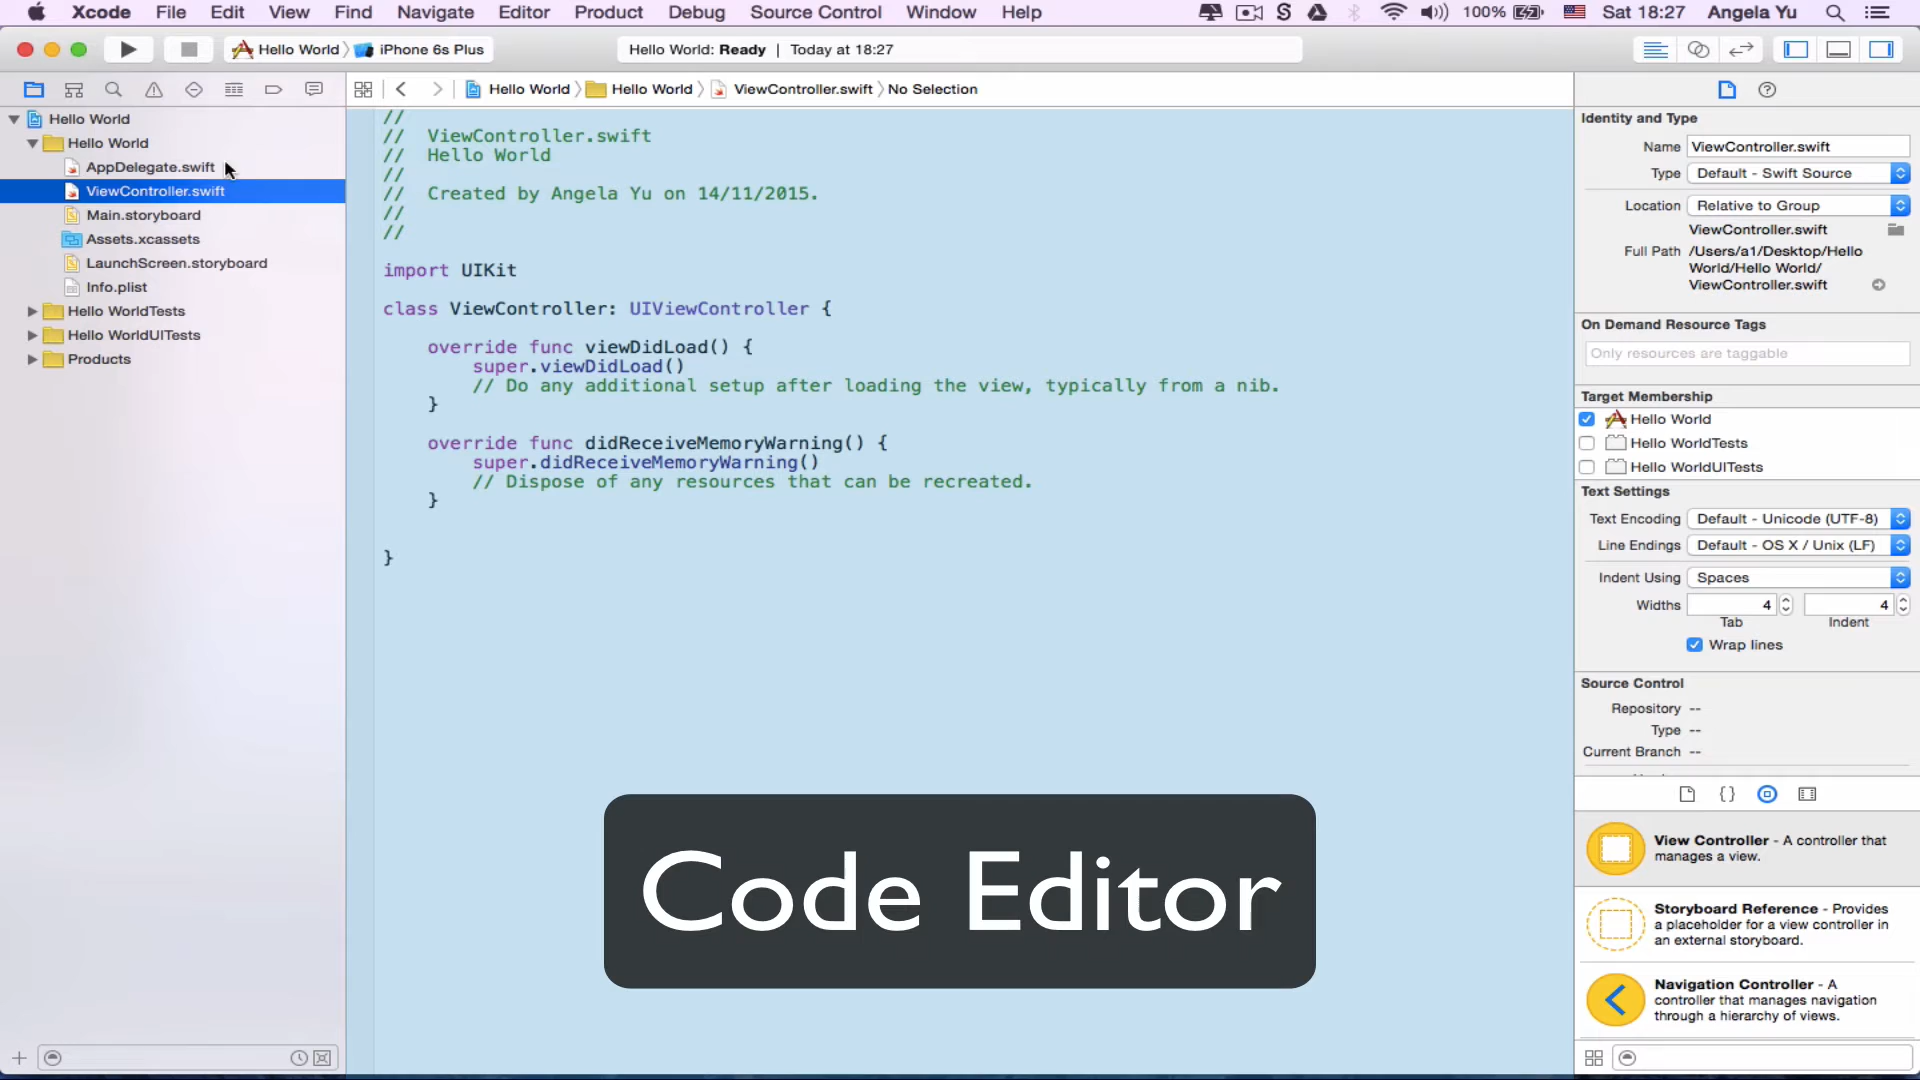 Xcode File Edit View Find Navigate Editor Product Debug Source Control Window Help 100% Sat 18:27 Angela Yu
Hello World iPhone 6s Plus Hello World: Ready | Today at 18:27
Hello World Hello World ViewController.swift No Selection
Hello World
Hello World
AppDelegate.swift
ViewController.swift
Main.storyboard
Assets.xcassets
LaunchScreen.storyboard
Info.plist
Hello WorldTests
Hello WorldUITests
Products
//
// ViewController.swift
// Hello World
//
// Created by Angela Yu on 14/11/2015.
//
//
import UIKit
class ViewController: UIViewController {
override func viewDidLoad() {
super.viewDidLoad()
// Do any additional setup after loading the view, typically from a nib.
}
override func didReceiveMemoryWarning() {
super.didReceiveMemoryWarning()
// Dispose of any resources that can be recreated.
}
}
Code Editor
Identity and Type
Name ViewController.swift
Type Default - Swift Source
Location Relative to Group
ViewController.swift
Full Path /Users/a1/Desktop/Hello
World/Hello World/
ViewController.swift
On Demand Resource Tags
Only resources are taggable
Target Membership
Hello World
Hello WorldTests
Hello WorldUITests
Text Settings
Text Encoding Default - Unicode (UTF-8)
Line Endings Default - OS X / Unix (LF)
Indent Using Spaces
Widths 4 4
Tab Indent
Wrap lines
Source Control
Repository --
Type --
Current Branch --
{}
View Controller - A controller that
manages a view.
Storyboard Reference - Provides
a placeholder for a view controller in
an external storyboard.
Navigation Controller - A
controller that manages navigation
through a hierarchy of views.